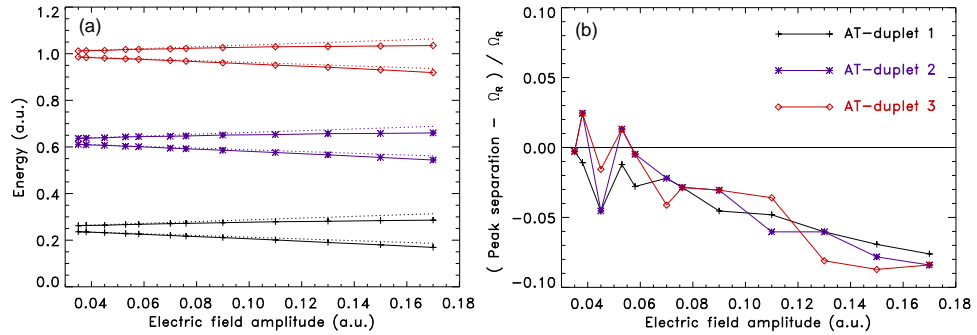 (a)
Energy (a.u.)
1.2
1.0
0.8
0.6
0.4
0.2
0.0
0.04 0.06 0.08 0.10 0.12 0.14 0.16 0.18
Electric field amplitude (a.u.)
(b)
( Peak separation − Ω_R ) / Ω_R
0.10
0.05
0.00
−0.05
−0.10
AT−duplet 1
AT−duplet 2
AT−duplet 3
0.04 0.06 0.08 0.10 0.12 0.14 0.16 0.18
Electric field amplitude (a.u.)